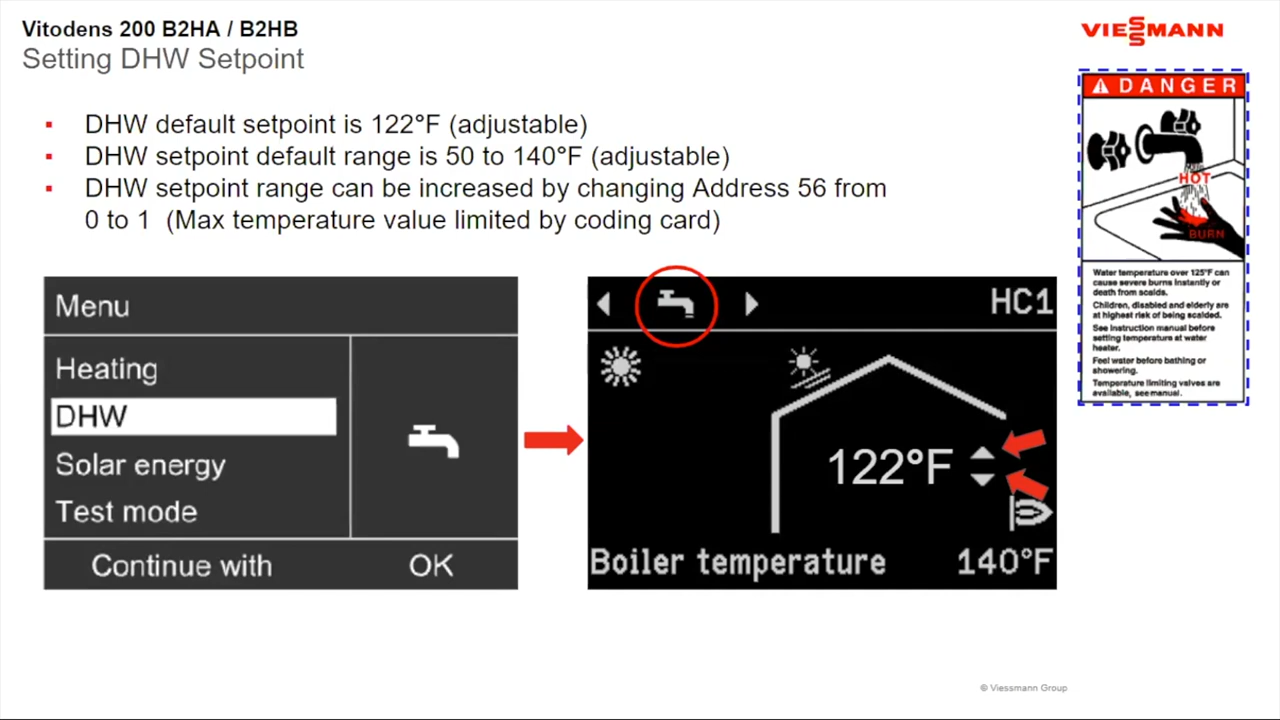 Vitodens 200 B2HA / B2HB
Setting DHW Setpoint
VIESSMANN
DHW default setpoint is 122°F (adjustable)
DHW setpoint default range is 50 to 140°F (adjustable)
DHW setpoint range can be increased by changing Address 56 from
0 to 1 (Max temperature value limited by coding card)
DANGER
HOT
BURN
Water temperature over 125°F can
cause severe burns instantly or
death from scalds.
Children, disabled and elderly are
at highest risk of being scalded.
See instruction manual before
setting temperature at water
heater.
Feel water before bathing or
showering.
Temperature limiting valves are
available, see manual.
Menu
Heating
DHW
Solar energy
Test mode
Continue with OK
HC1
122°F
Boiler temperature 140°F
© Viessmann Group